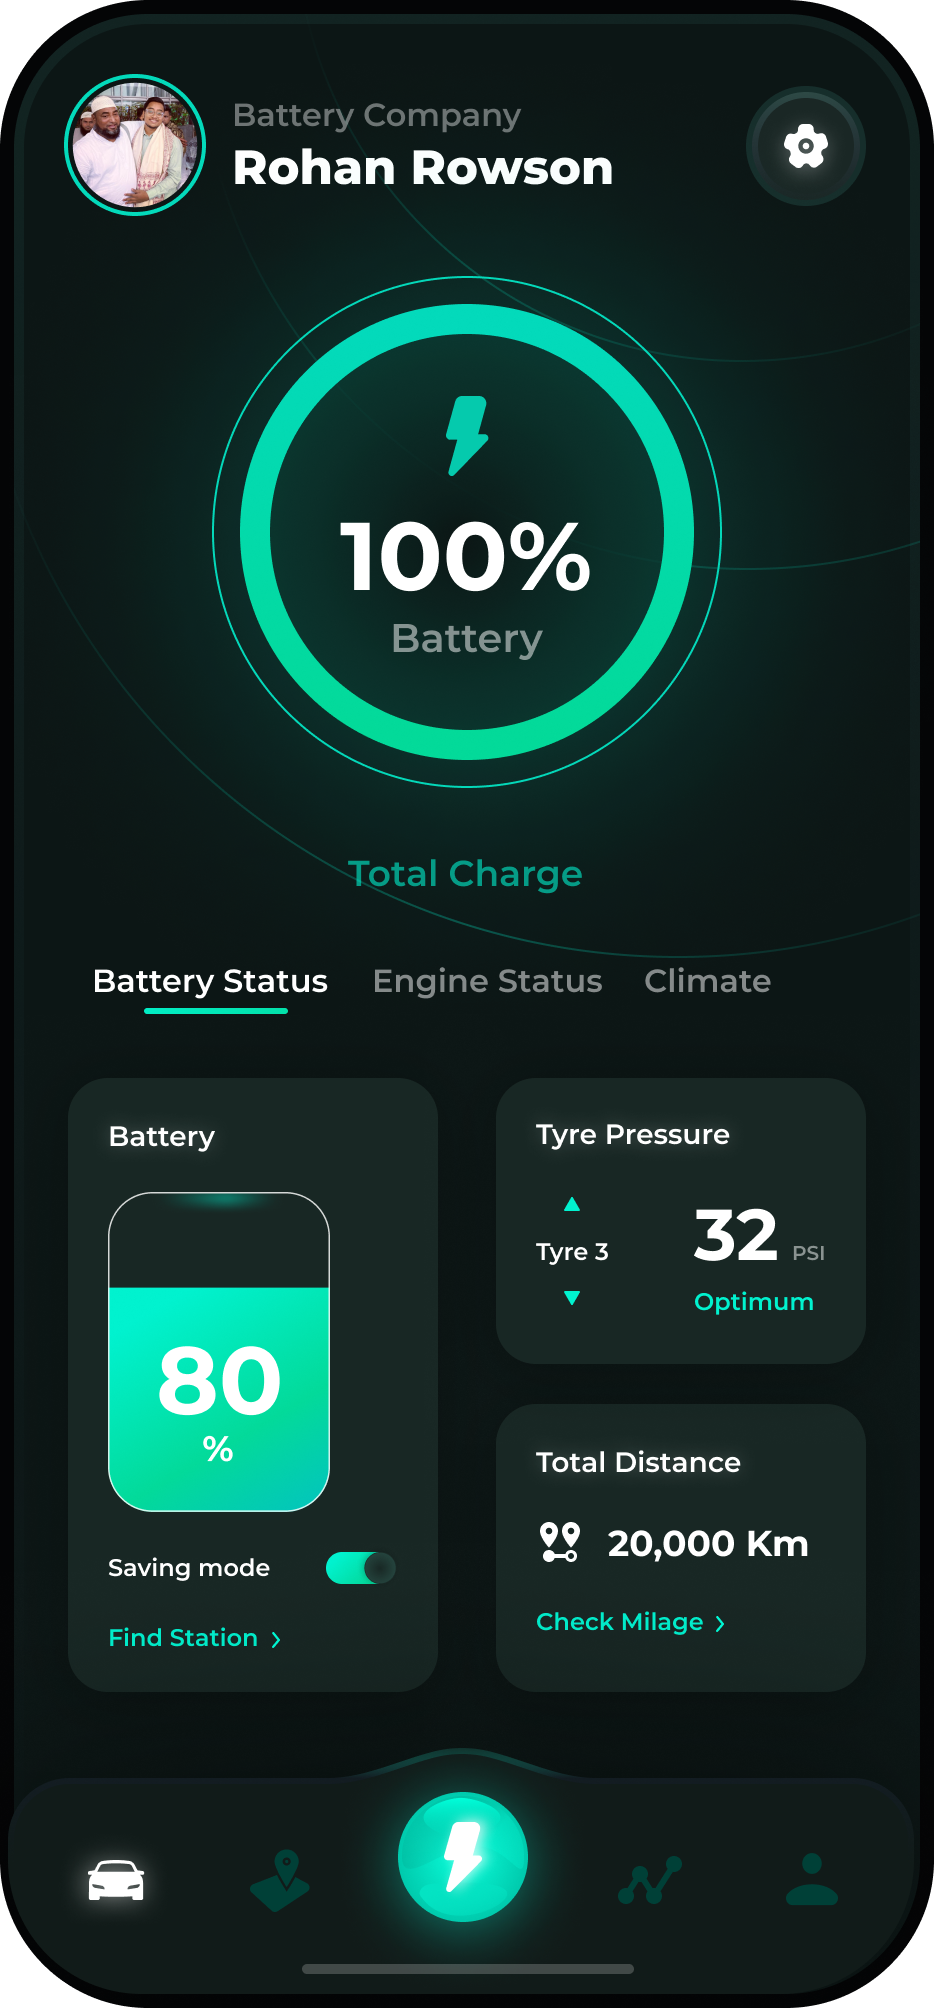 Battery Company
Rohan Rowson
100%
Battery
Total Charge
Battery Status Engine Status Climate
Battery
80
%
Saving mode
Find Station
Tyre Pressure
Tyre 3
32 PSI
Optimum
Total Distance
20,000 Km
Check Milage